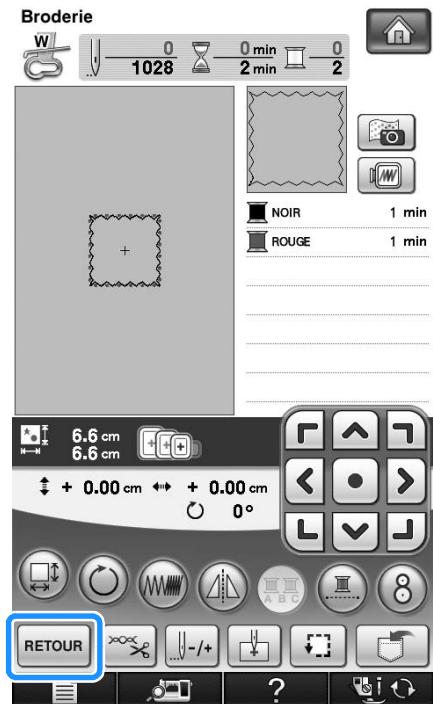 Broderie
W
0 0 min 0
1028 2 min 2
NOIR 1 min
ROUGE 1 min
6.6 cm
6.6 cm
+ 0.00 cm + 0.00 cm
0°
A B C
8
RETOUR -/+
?